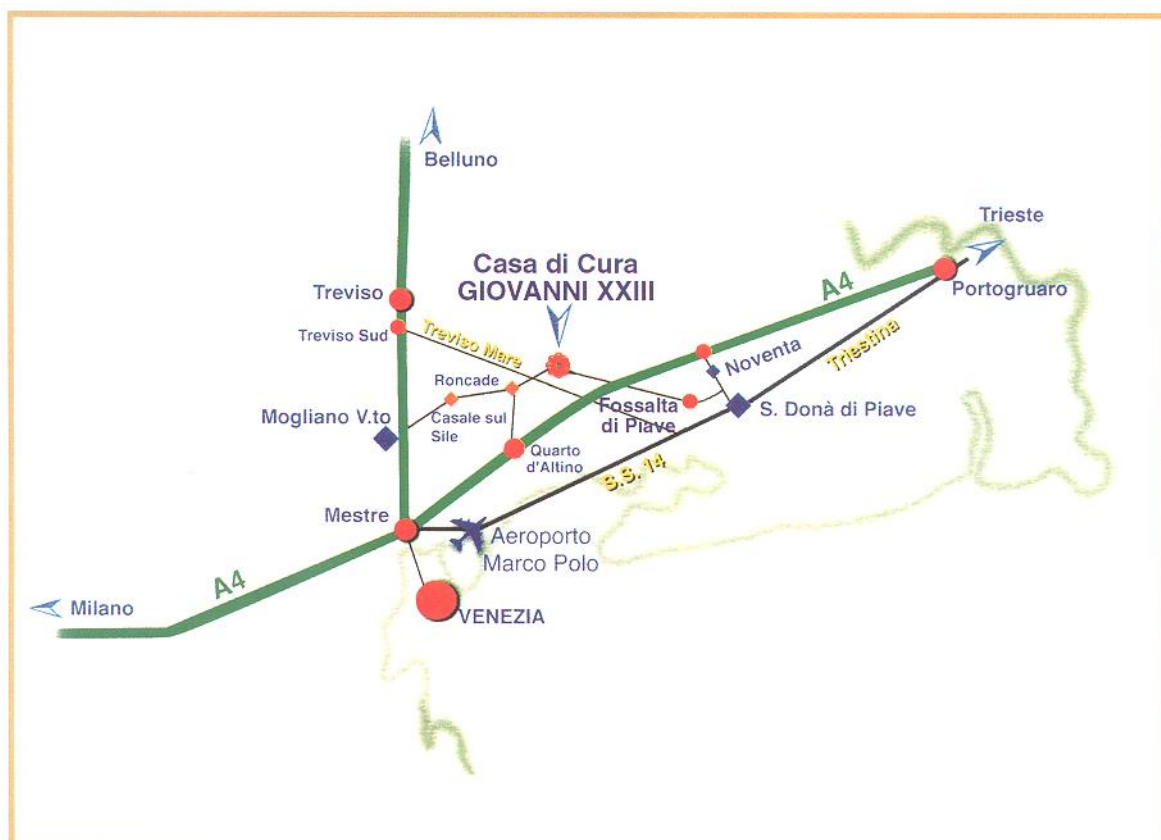 Belluno
Trieste
Casa di Cura
GIOVANNI XXIII
Treviso
A4
Portogruaro
Treviso Sud
Treviso Mare
Triestina
Noventa
Roncade
Mogliano V.to
Casale sul
Sile
Fossalta
di Piave
S. Donà di Piave
Quarto
d'Altino
S.S. 14
Mestre
Aeroporto
Marco Polo
A4
Milano
VENEZIA